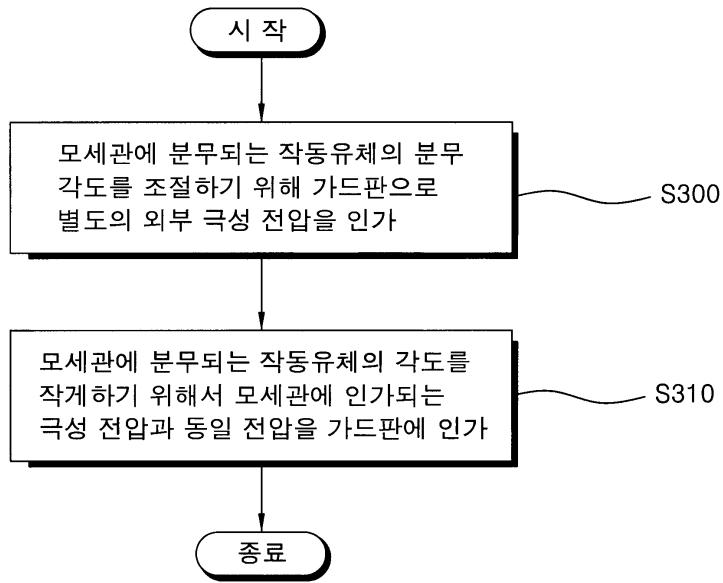 시 작
모세관에 분무되는 작동유체의 분무
각도를 조절하기 위해 가드판으로
별도의 외부 극성 전압을 인가
S300
모세관에 분무되는 작동유체의 각도를
작게하기 위해서 모세관에 인가되는
극성 전압과 동일 전압을 가드판에 인가
S310
종료